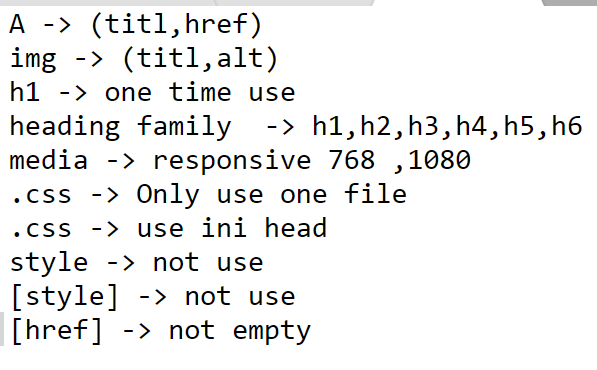 A -> (titl,href)
img -> (titl,alt)
h1 -> one time use
heading family  -> h1,h2,h3,h4,h5,h6
media -> responsive 768 ,1080
.css -> Only use one file
.css -> use ini head
style -> not use
[style] -> not use
[href] -> not empty